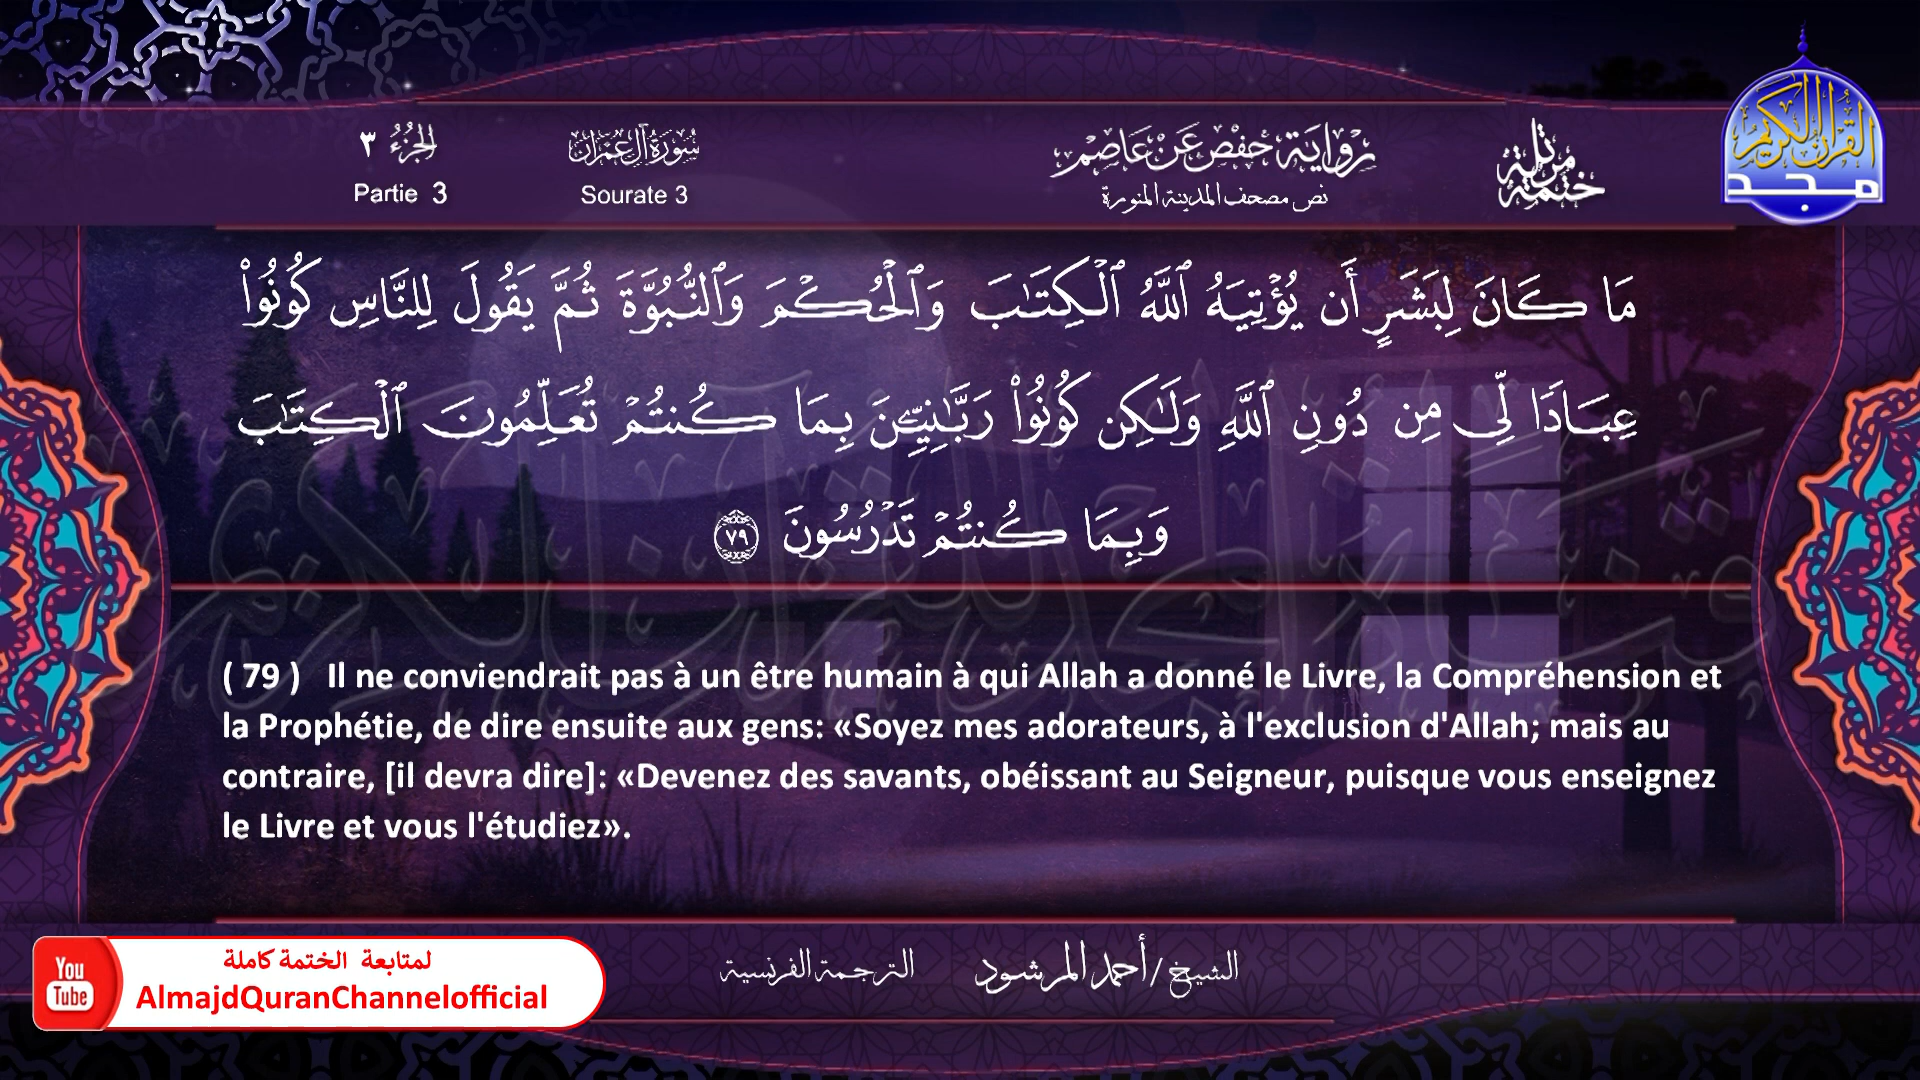 الجزء ٣
Partie 3
سورة آل عمران
Sourate 3
رواية حفص عن عاصم
نص مصحف المدينة المنورة
ختمة مرتلة
القرآن الكريم
مجد
مَا كَانَ لِبَشَرٍ أَن يُؤْتِيَهُ ٱللَّهُ ٱلْكِتَٰبَ وَٱلْحُكْمَ وَٱلنُّبُوَّةَ ثُمَّ يَقُولَ لِلنَّاسِ كُونُوا۟
عِبَادًا لِّى مِن دُونِ ٱللَّهِ وَلَٰكِن كُونُوا۟ رَبَّٰنِيِّـۧنَ بِمَا كُنتُمْ تُعَلِّمُونَ ٱلْكِتَٰبَ
وَبِمَا كُنتُمْ تَدْرُسُونَ ٧٩
( 79 ) Il ne conviendrait pas à un être humain à qui Allah a donné le Livre, la Compréhension et
la Prophétie, de dire ensuite aux gens: «Soyez mes adorateurs, à l'exclusion d'Allah; mais au
contraire, [il devra dire]: «Devenez des savants, obéissant au Seigneur, puisque vous enseignez
le Livre et vous l'étudiez».
الشيخ / أحمد المرشود
الترجمة الفرنسية
You
Tube
لمتابعة الختمة كاملة
AlmajdQuranChannelofficial